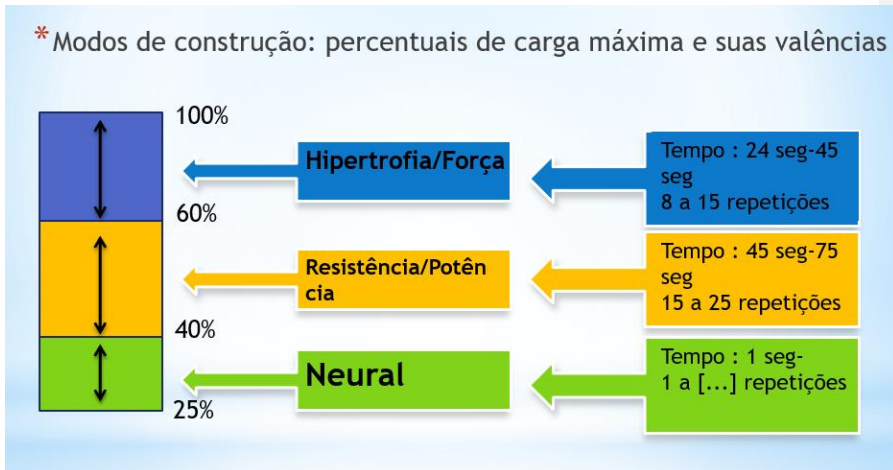 *Modos de construção: percentuais de carga máxima e suas valências
100%
Hipertrofia/Força
Tempo : 24 seg-45
seg
8 a 15 repetições
60%
Resistência/Potên
cia
Tempo : 45 seg-75
seg
15 a 25 repetições
40%
Neural
Tempo : 1 seg-
1 a [...] repetições
25%